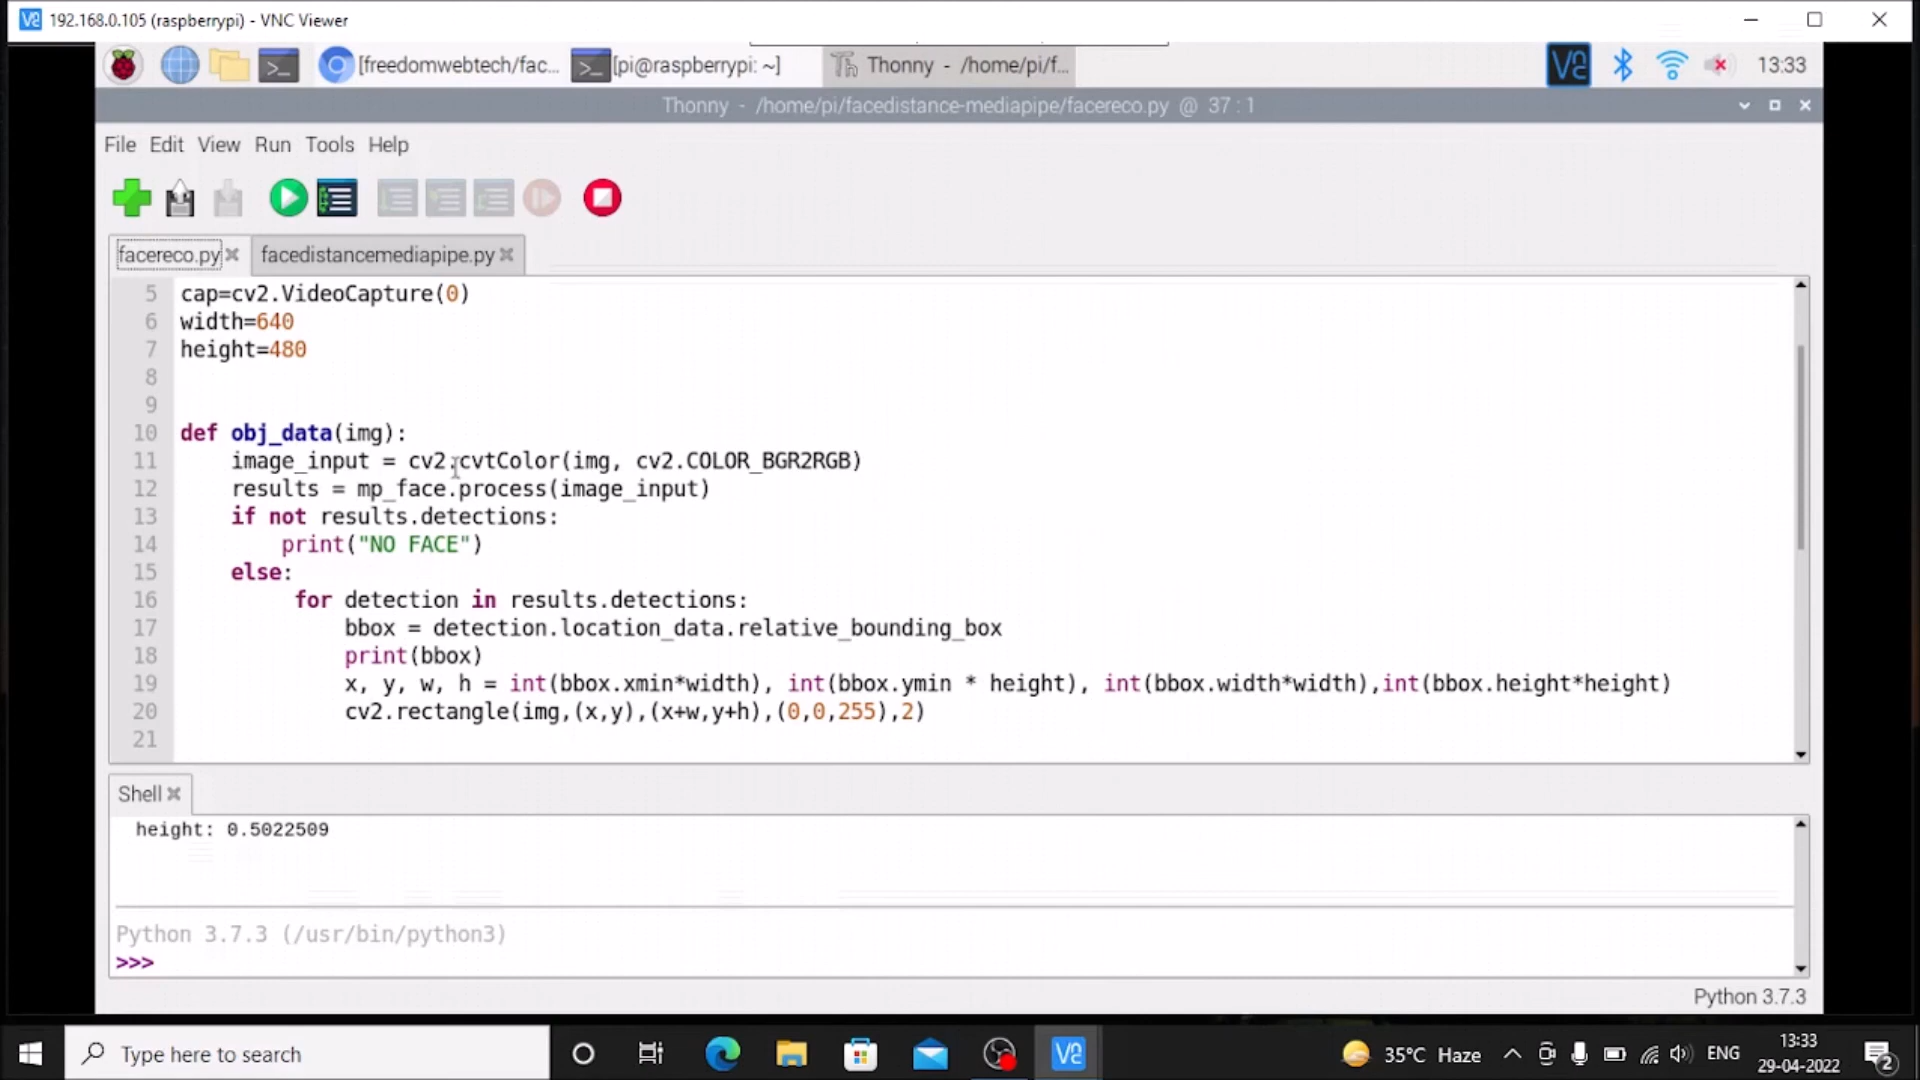 192.168.0.105 (raspberrypi) - VNC Viewer
[freedomwebtech/fac...
[pi@raspberrypi: ~]
Thonny - /home/pi/f...
13:33
Thonny - /home/pi/facedistance-mediapipe/facereco.py @ 37 : 1
File Edit View Run Tools Help
facereco.py
facedistancemediapipe.py
5 cap=cv2.VideoCapture(0)
6 width=640
7 height=480
8
9
10 def obj_data(img):
11 image_input = cv2.cvtColor(img, cv2.COLOR_BGR2RGB)
12 results = mp_face.process(image_input)
13 if not results.detections:
14 print("NO FACE")
15 else:
16 for detection in results.detections:
17 bbox = detection.location_data.relative_bounding_box
18 print(bbox)
19 x, y, w, h = int(bbox.xmin*width), int(bbox.ymin * height), int(bbox.width*width),int(bbox.height*height)
20 cv2.rectangle(img,(x,y),(x+w,y+h),(0,0,255),2)
21
Shell
height: 0.5022509
Python 3.7.3 (/usr/bin/python3)
>>>
Python 3.7.3
Type here to search
35°C Haze
ENG
13:33
29-04-2022
2